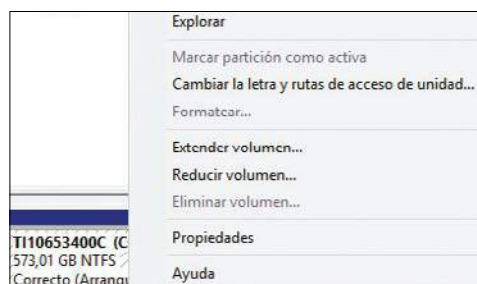 Explorar
Marcar partición como activa
Cambiar la letra y rutas de acceso de unidad...
Formatear...
Extender volumen...
Reducir volumen...
Eliminar volumen...
Propiedades
Ayuda
TI10653400C (C
573,01 GB NTFS
Correcto (Arranqu